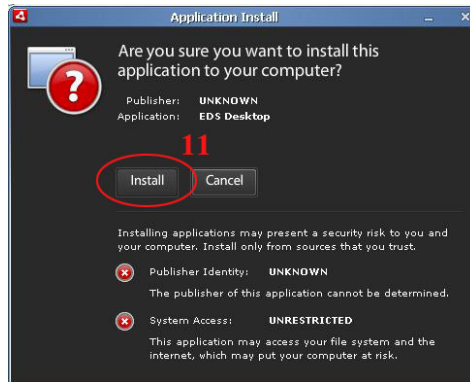 Application Install
Are you sure you want to install this
application to your computer?
Publisher: UNKNOWN
Application: EDS Desktop
11
Install Cancel
Installing applications may present a security risk to you and
your computer. Install only from sources that you trust.
Publisher Identity: UNKNOWN
The publisher of this application cannot be determined.
System Access: UNRESTRICTED
This application may access your file system and the
internet, which may put your computer at risk.